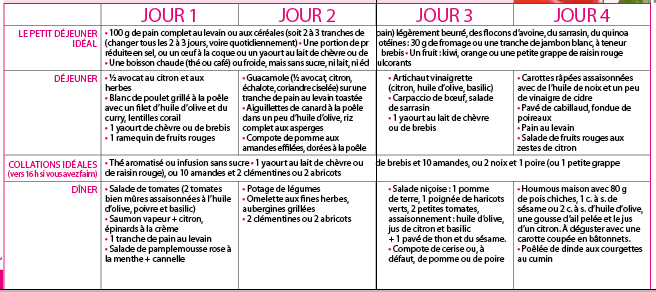 JOUR 1 JOUR 2 JOUR 3 JOUR 4
LE PETIT DÉJEUNER IDÉAL
• 100 g de pain complet au levain ou aux céréales (soit 2 à 3 tranches de pain) légèrement beurré, des flocons d'avoine, du sarrasin, du quinoa
(changer tous les 2 à 3 jours, voire quotidiennement) • Une portion de pr otéines : 30 g de fromage ou une tranche de jambon blanc, à teneur
réduite en sel, ou un œuf à la coque ou un yaourt au lait de chèvre ou de brebis • Un fruit : kiwi, orange ou une petite grappe de raisin rouge
• Une boisson chaude (thé ou café) ou froide, mais sans sucre, ni lait, ni éd ulcorants
DÉJEUNER
• ½ avocat au citron et aux
herbes
• Blanc de poulet grillé à la poêle
avec un filet d'huile d'olive et du
curry, lentilles corail
• 1 yaourt de chèvre ou de brebis
• 1 ramequin de fruits rouges
• Guacamole (½ avocat, citron,
échalote, coriandre ciselée) sur une
tranche de pain au levain toastée
• Aiguillettes de canard à la poêle
dans un peu d'huile d'olive, riz
complet aux asperges
• Compote de pomme aux
amandes effilées, dorées à la poêle
• Artichaut vinaigrette
(citron, huile d'olive, basilic)
• Carpaccio de bœuf, salade
de sarrasin
• 1 yaourt au lait de chèvre
ou de brebis
• Carottes râpées assaisonnées
avec de l'huile de noix et un peu
de vinaigre de cidre
• Pavé de cabillaud, fondue de
poireaux
• Pain au levain
• Salade de fruits rouges aux
zestes de citron
COLLATIONS IDÉALES
(vers 16 h si vous avez faim)
• Thé aromatisé ou infusion sans sucre • 1 yaourt au lait de chèvre ou de brebis et 10 amandes, ou 2 noix et 1 poire (ou 1 petite grappe
de raisin rouge), ou 10 amandes et 2 clémentines ou 2 abricots
DÎNER
• Salade de tomates (2 tomates
bien mûres assaisonnées à l'huile
d'olive, poivre et basilic)
• Saumon vapeur + citron,
épinards à la crème
• 1 tranche de pain au levain
• Salade de pamplemousse rose à
la menthe + cannelle
• Potage de légumes
• Omelette aux fines herbes,
aubergines grillées
• 2 clémentines ou 2 abricots
• Salade niçoise : 1 pomme
de terre, 1 poignée de haricots
verts, 2 petites tomates,
assaisonnement : huile d'olive,
jus de citron et basilic
+ 1 pavé de thon et du sésame.
• Compote de cerise ou, à
défaut, de pomme ou de poire
• Houmous maison avec 80 g
de pois chiches, 1 c. à s. de
sésame ou 2 c. à s. d'huile d'olive,
une gousse d'ail pelée et le jus
d'un citron. À déguster avec une
carotte coupée en bâtonnets.
• Poêlée de dinde aux courgettes
au cumin